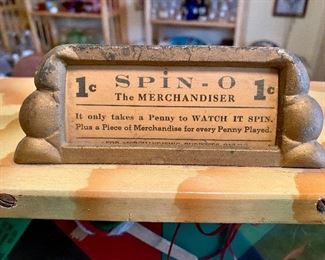 1c SPIN-O 1c
The MERCHANDISER
It only takes a Penny to WATCH IT SPIN.
Plus a Piece of Merchandise for every Penny Played.